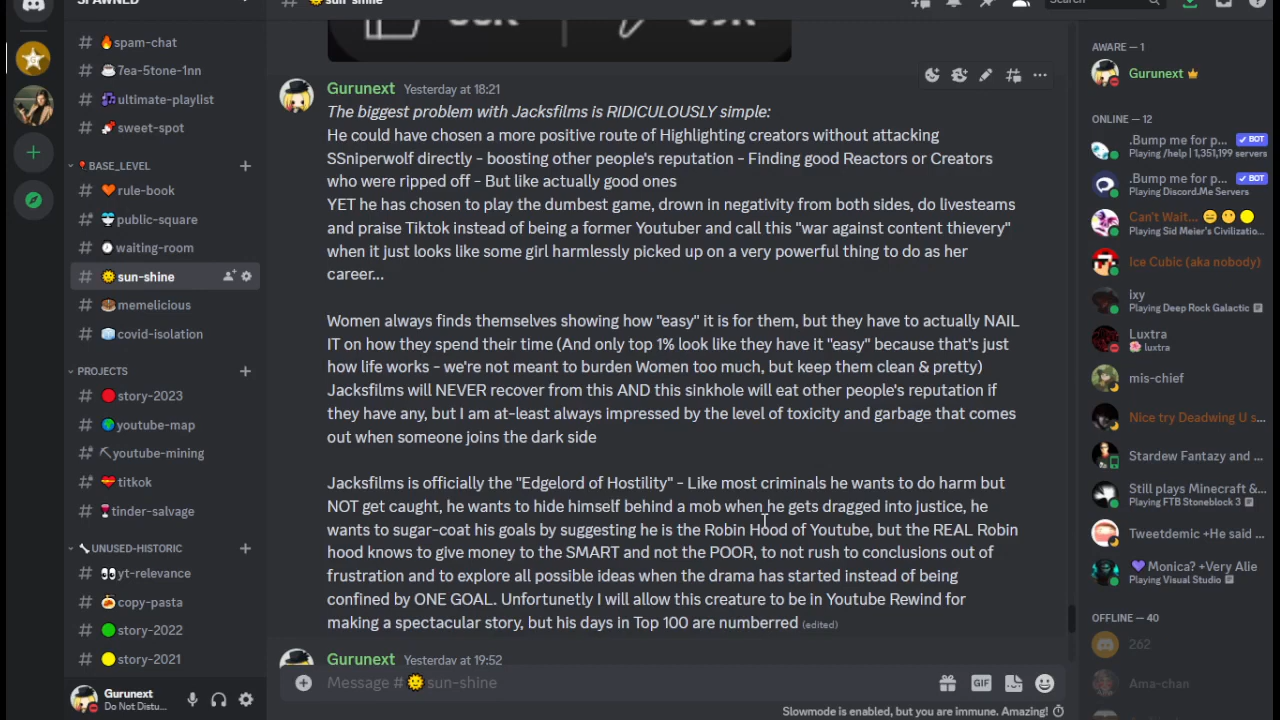 SPAWNED
sun-shine
Search
spam-chat
7ea-5tone-1nn
ultimate-playlist
sweet-spot
BASE_LEVEL
rule-book
public-square
waiting-room
sun-shine
memelicious
covid-isolation
PROJECTS
story-2023
youtube-map
youtube-mining
titkok
tinder-salvage
UNUSED-HISTORIC
yt-relevance
copy-pasta
story-2022
story-2021
Gurunext
Do Not Distu...
Gurunext Yesterday at 18:21
The biggest problem with Jacksfilms is RIDICULOUSLY simple:
He could have chosen a more positive route of Highlighting creators without attacking
SSniperwolf directly - boosting other people's reputation - Finding good Reactors or Creators
who were ripped off - But like actually good ones
YET he has chosen to play the dumbest game, drown in negativity from both sides, do livesteams
and praise Tiktok instead of being a former Youtuber and call this "war against content thievery"
when it just looks like some girl harmlessly picked up on a very powerful thing to do as her
career...
Women always finds themselves showing how "easy" it is for them, but they have to actually NAIL
IT on how they spend their time (And only top 1% look like they have it "easy" because that's just
how life works - we're not meant to burden Women too much, but keep them clean & pretty)
Jacksfilms will NEVER recover from this AND this sinkhole will eat other people's reputation if
they have any, but I am at-least always impressed by the level of toxicity and garbage that comes
out when someone joins the dark side
Jacksfilms is officially the "Edgelord of Hostility" - Like most criminals he wants to do harm but
NOT get caught, he wants to hide himself behind a mob when he gets dragged into justice, he
wants to sugar-coat his goals by suggesting he is the Robin Hood of Youtube, but the REAL Robin
hood knows to give money to the SMART and not the POOR, to not rush to conclusions out of
frustration and to explore all possible ideas when the drama has started instead of being
confined by ONE GOAL. Unfortunetly I will allow this creature to be in Youtube Rewind for
making a spectacular story, but his days in Top 100 are numberred (edited)
Gurunext Yesterday at 19:52
Message # sun-shine
GIF
Slowmode is enabled, but you are immune. Amazing!
AWARE — 1
Gurunext
ONLINE — 12
.Bump me for p... BOT
Playing /help | 1,351,199 servers
.Bump me for p... BOT
Playing Discord.Me Servers
Can't Wait...
Playing Sid Meier's Civilizatio...
Ice Cubic (aka nobody)
ixy
Playing Deep Rock Galactic
Luxtra
luxtra
mis-chief
Nice try Deadwing U s...
Stardew Fantazy and ...
Still plays Minecraft &...
Playing FTB Stoneblock 3
Tweetdemic +He said ...
Monica? +Very Alie
Playing Visual Studio
OFFLINE — 40
262
Ama-chan